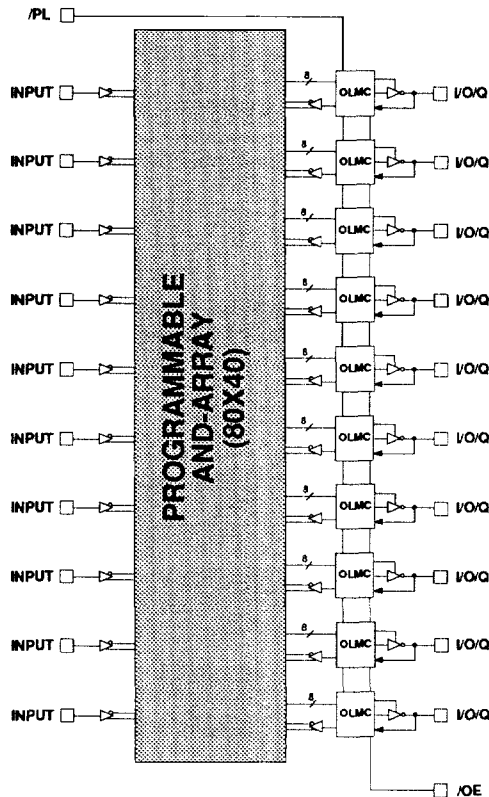 /PL
8
INPUT OLMC I/O/Q
8
INPUT OLMC I/O/Q
8
INPUT OLMC I/O/Q
8
INPUT OLMC I/O/Q
8
INPUT OLMC I/O/Q
8
INPUT OLMC I/O/Q
8
INPUT OLMC I/O/Q
8
INPUT OLMC I/O/Q
8
INPUT OLMC I/O/Q
8
INPUT OLMC I/O/Q
PROGRAMMABLE
AND-ARRAY
(80X40)
/OE